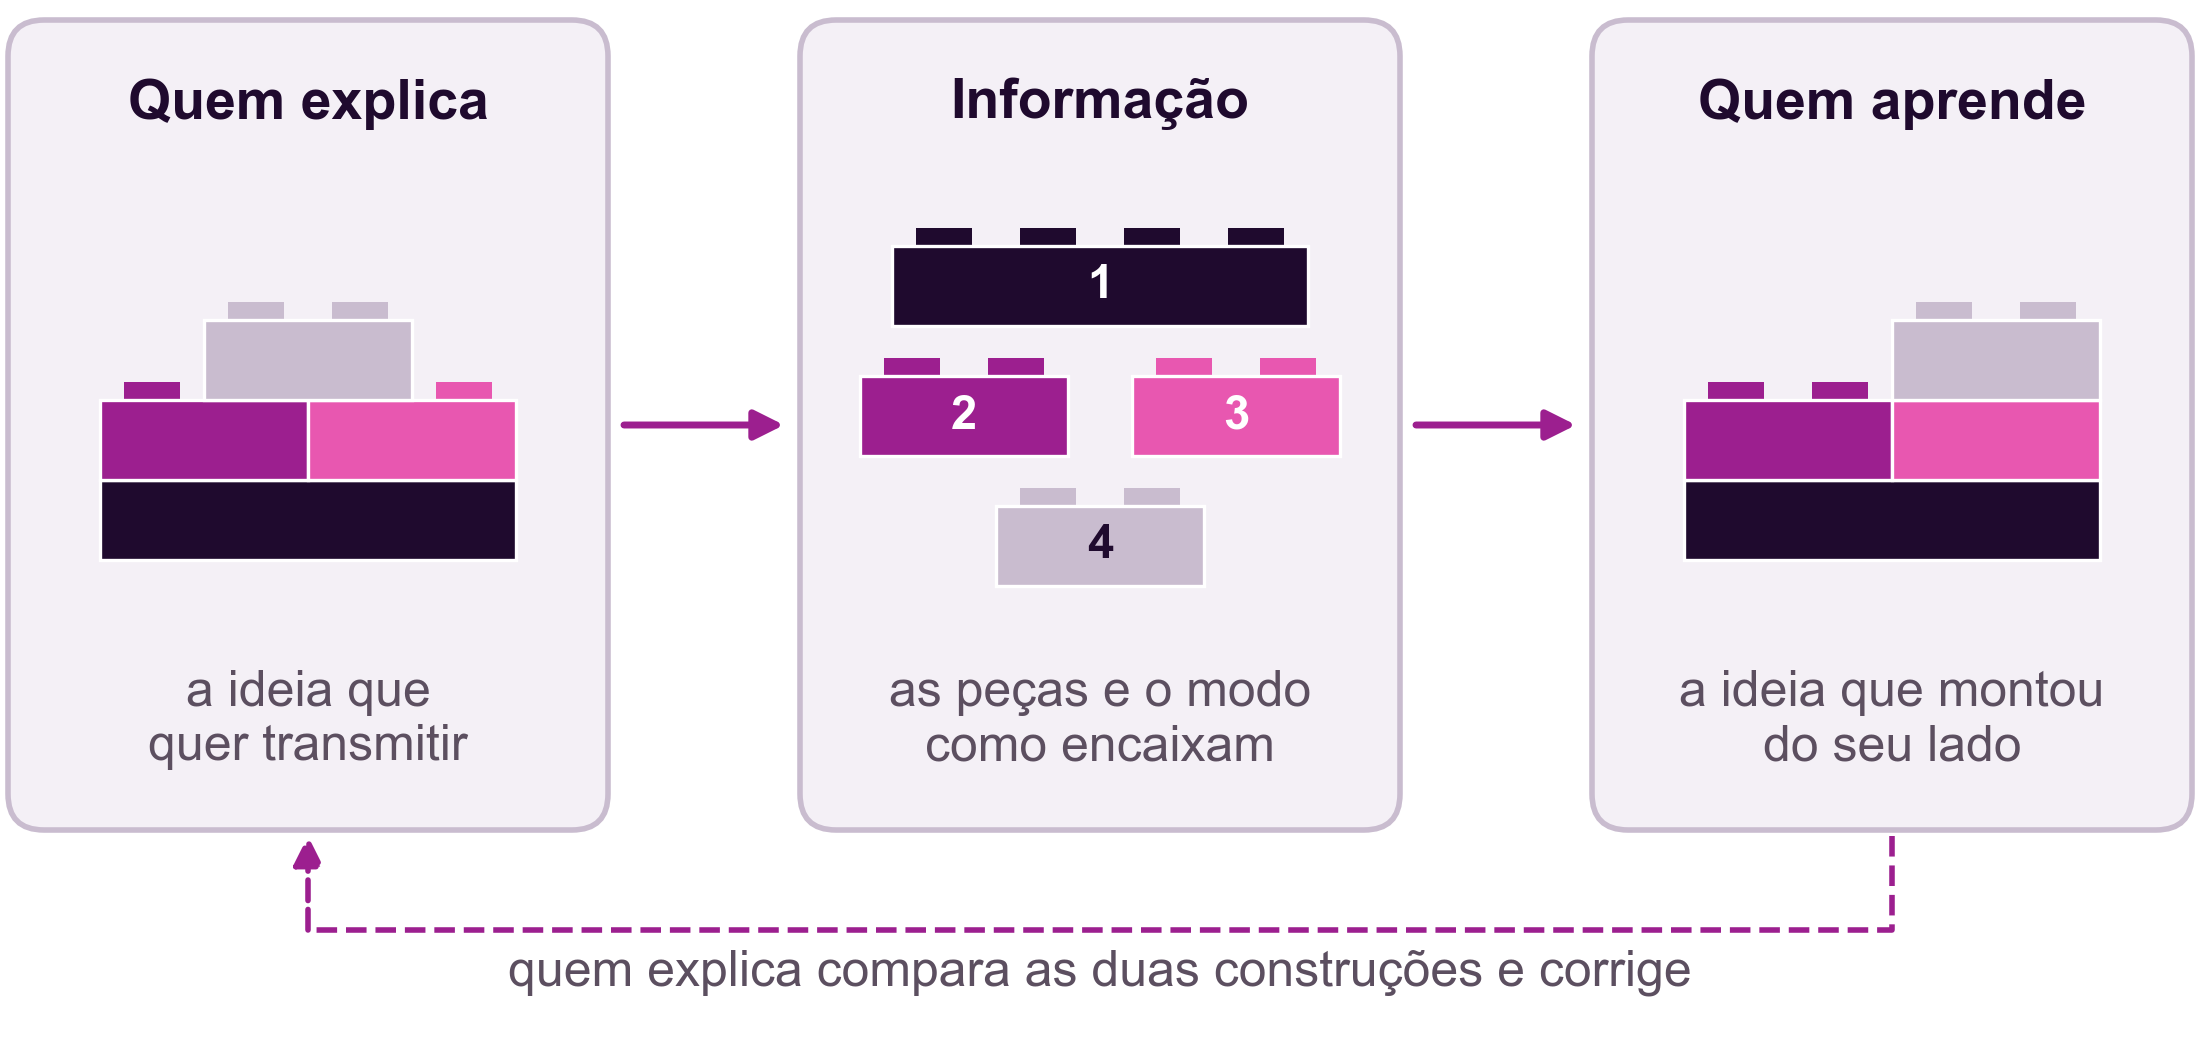 Quem explica
a ideia que
quer transmitir
Informação
1
2
3
4
as peças e o modo
como encaixam
Quem aprende
a ideia que montou
do seu lado
quem explica compara as duas construções e corrige